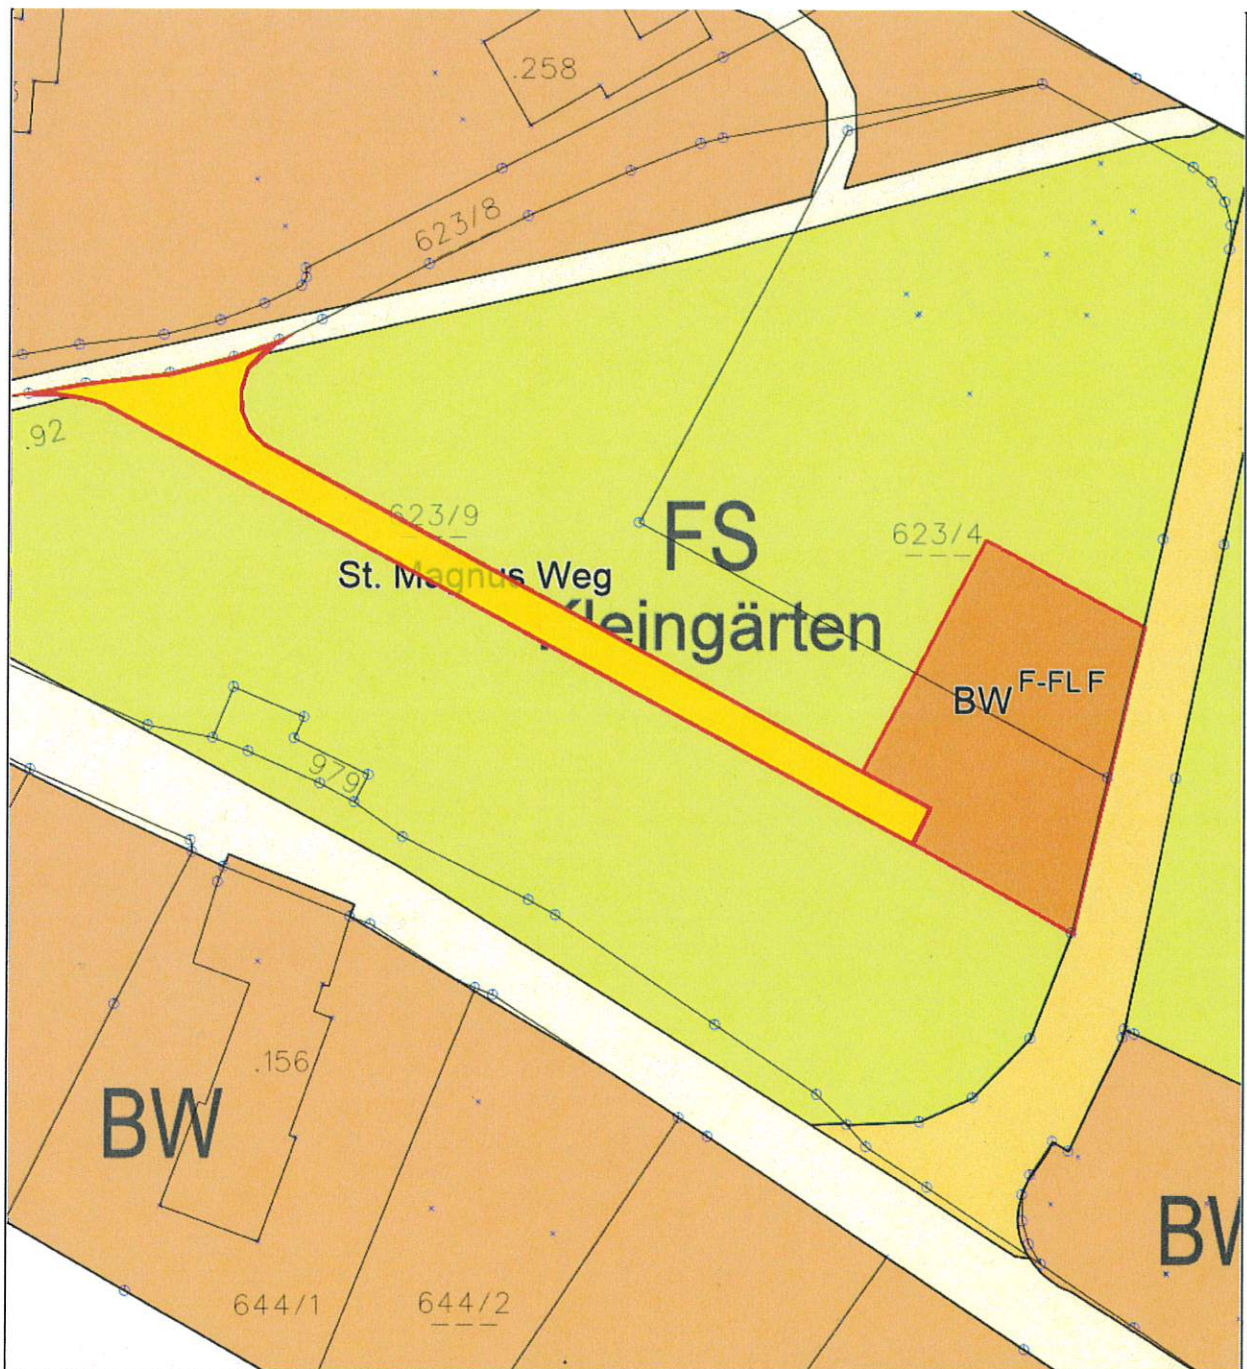 .258
623/8
.92
623/9
FS
623/4
St. Magnus Weg
Kleingärten
BW F-FL F
979
.156
BW
BW
644/1
644/2